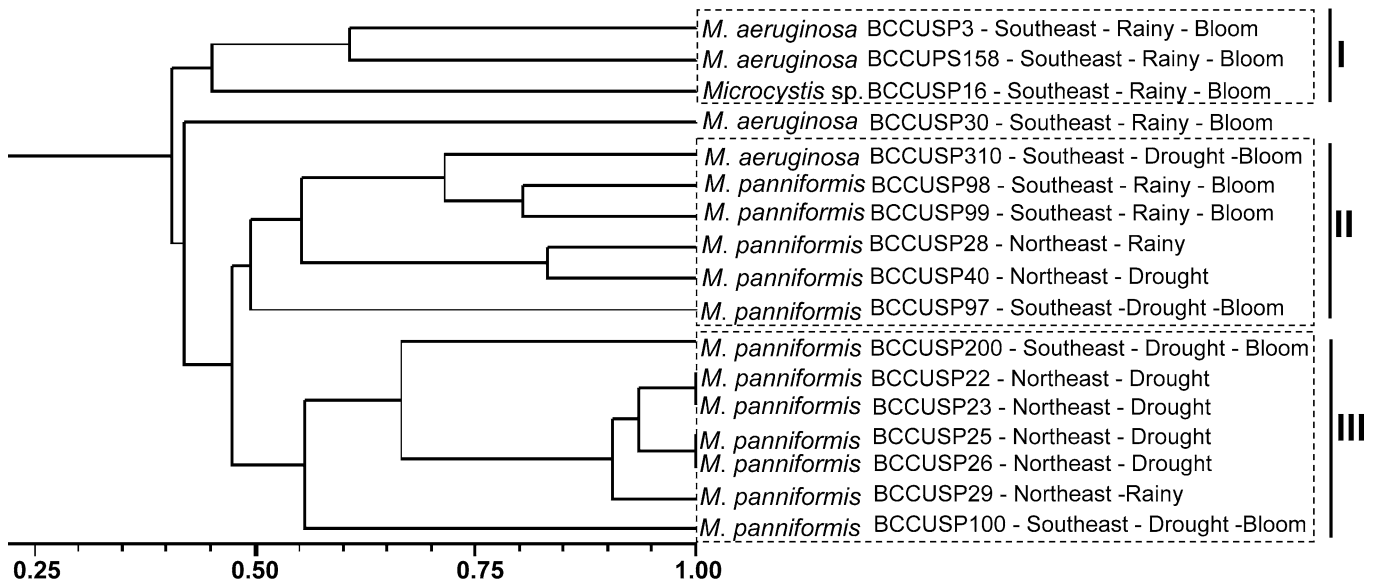 M. aeruginosa BCCUSP3 - Southeast - Rainy - Bloom
M. aeruginosa BCCUPS158 - Southeast - Rainy - Bloom
Microcystis sp. BCCUSP16 - Southeast - Rainy - Bloom
I
M. aeruginosa BCCUSP30 - Southeast - Rainy - Bloom
M. aeruginosa BCCUSP310 - Southeast - Drought -Bloom
M. panniformis BCCUSP98 - Southeast - Rainy - Bloom
M. panniformis BCCUSP99 - Southeast - Rainy - Bloom
M. panniformis BCCUSP28 - Northeast - Rainy
M. panniformis BCCUSP40 - Northeast - Drought
M. panniformis BCCUSP97 - Southeast -Drought -Bloom
II
M. panniformis BCCUSP200 - Southeast - Drought - Bloom
M. panniformis BCCUSP22 - Northeast - Drought
M. panniformis BCCUSP23 - Northeast - Drought
M. panniformis BCCUSP25 - Northeast - Drought
M. panniformis BCCUSP26 - Northeast - Drought
M. panniformis BCCUSP29 - Northeast -Rainy
M. panniformis BCCUSP100 - Southeast - Drought -Bloom
III
0.25 0.50 0.75 1.00